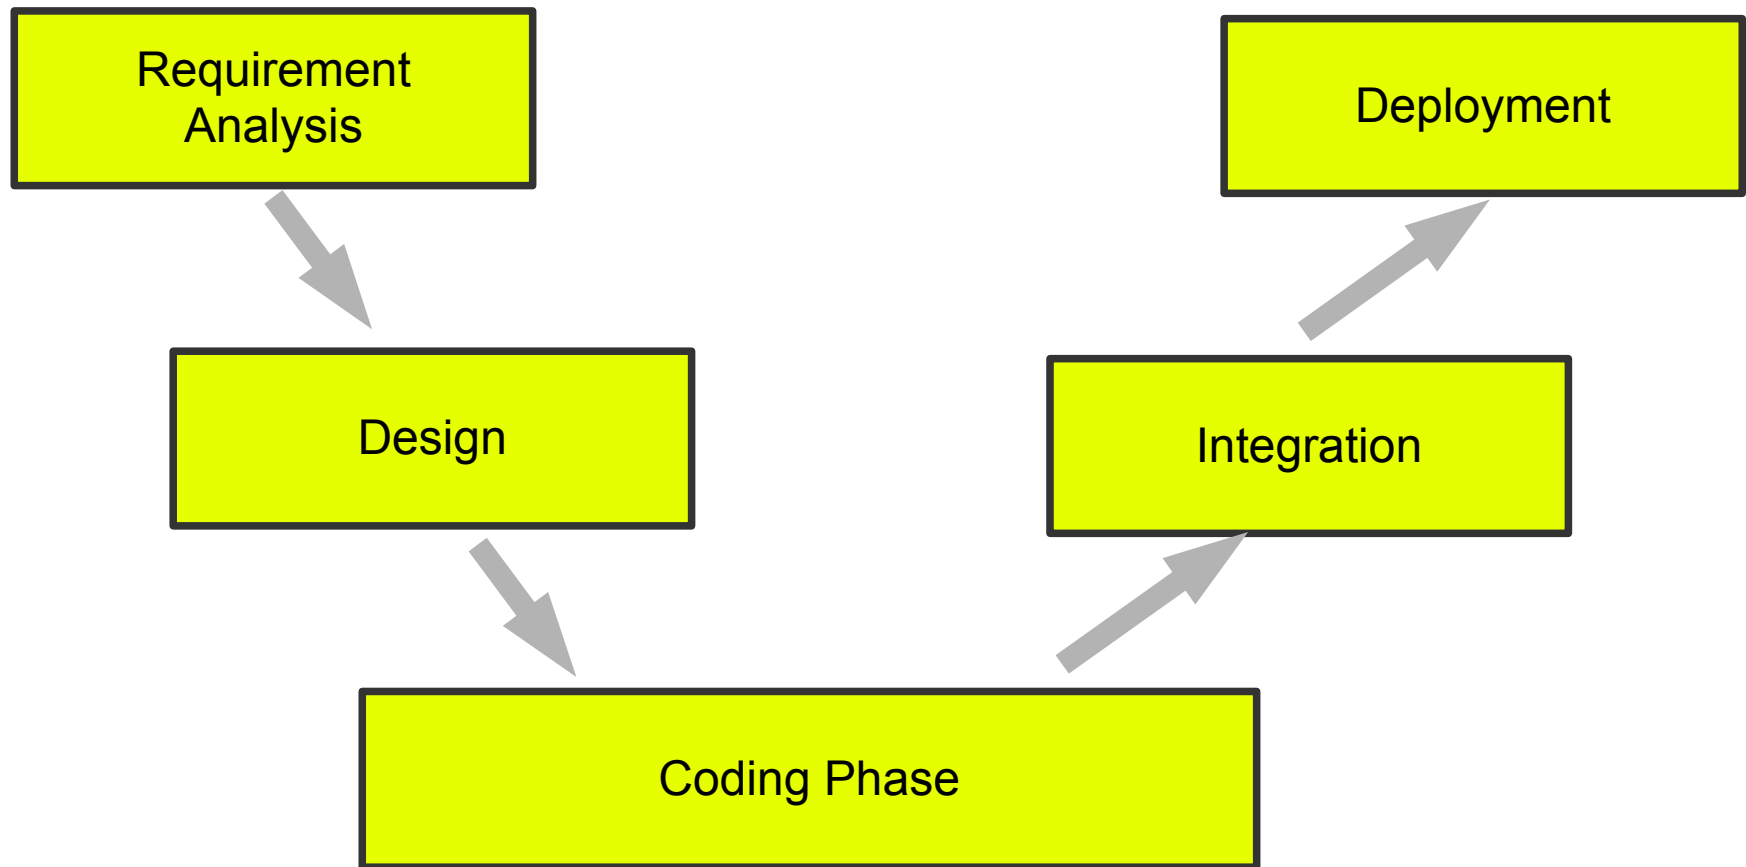 Requirement
Analysis
Deployment
Design
Integration
Coding Phase